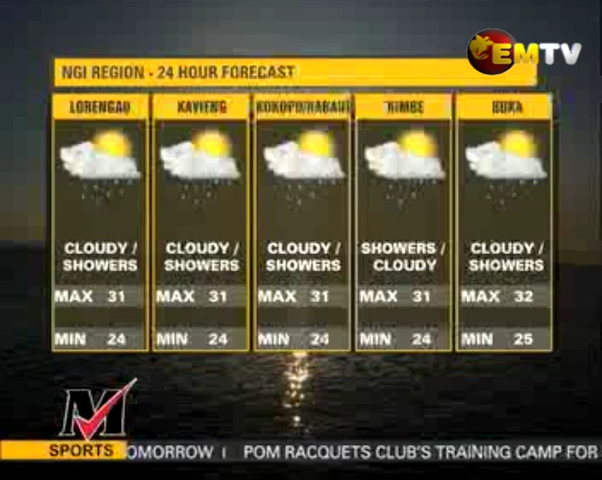 EMTV
NGI REGION - 24 HOUR FORECAST
LORENGAO KAVIENG KOKOPO/RABAUL KIMBE BUKA
CLOUDY / SHOWERS / CLOUDY / CLOUDY / CLOUDY /
SHOWERS SHOWERS SHOWERS CLOUDY SHOWERS
MAX 31 MAX 31 MAX 31 MAX 31 MAX 32
MIN 24 MIN 24 MIN 24 MIN 24 MIN 25
M
SPORTS OMORROW | POM RACQUETS CLUB'S TRAINING CAMP FOR